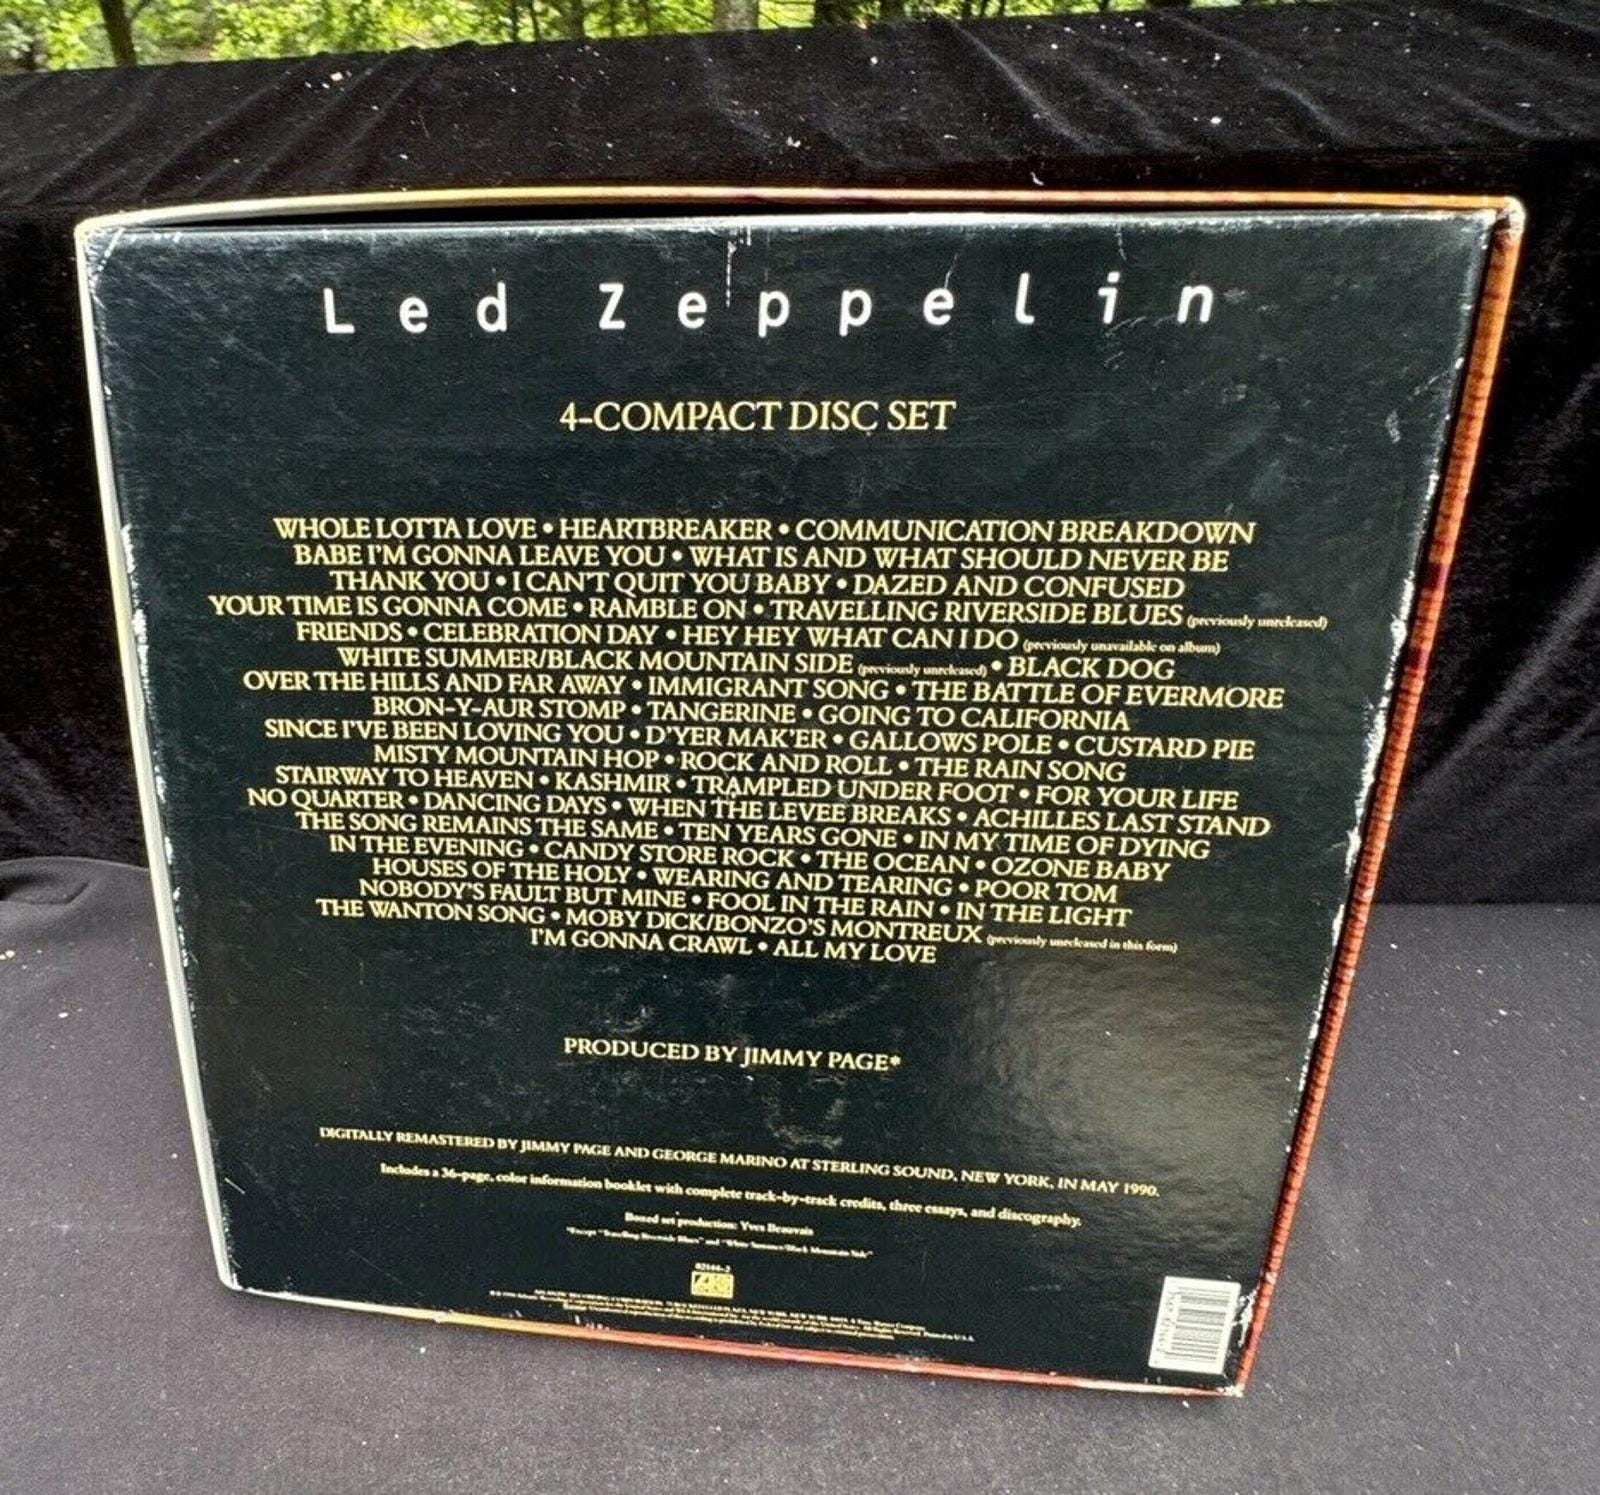 Led Zeppelin
4-COMPACT DISC SET
WHOLE LOTTA LOVE • HEARTBREAKER • COMMUNICATION BREAKDOWN
BABE I'M GONNA LEAVE YOU • WHAT IS AND WHAT SHOULD NEVER BE
THANK YOU • I CAN'T QUIT YOU BABY • DAZED AND CONFUSED
YOUR TIME IS GONNA COME • RAMBLE ON • TRAVELLING RIVERSIDE BLUES (previously unreleased)
FRIENDS • CELEBRATION DAY • HEY HEY WHAT CAN I DO (previously unavailable on album)
WHITE SUMMER/BLACK MOUNTAIN SIDE (previously unreleased) • BLACK DOG
OVER THE HILLS AND FAR AWAY • IMMIGRANT SONG • THE BATTLE OF EVERMORE
BRON-Y-AUR STOMP • TANGERINE • GOING TO CALIFORNIA
SINCE I'VE BEEN LOVING YOU • D'YER MAK'ER • GALLOWS POLE • CUSTARD PIE
MISTY MOUNTAIN HOP • ROCK AND ROLL • THE RAIN SONG
STAIRWAY TO HEAVEN • KASHMIR • TRAMPLED UNDER FOOT • FOR YOUR LIFE
NO QUARTER • DANCING DAYS • WHEN THE LEVEE BREAKS • ACHILLES LAST STAND
THE SONG REMAINS THE SAME • TEN YEARS GONE • IN MY TIME OF DYING
IN THE EVENING • CANDY STORE ROCK • THE OCEAN • OZONE BABY
HOUSES OF THE HOLY • WEARING AND TEARING • POOR TOM
NOBODY'S FAULT BUT MINE • FOOL IN THE RAIN • IN THE LIGHT
THE WANTON SONG • MOBY DICK/BONZO'S MONTREUX (previously unreleased in this form)
I'M GONNA CRAWL • ALL MY LOVE
PRODUCED BY JIMMY PAGE*
DIGITALLY REMASTERED BY JIMMY PAGE AND GEORGE MARINO AT STERLING SOUND, NEW YORK, IN MAY 1990.
Includes a 36-page, color information booklet with complete track-by-track credits, three essays, and discography.
Boxed set production: Yves Beauvais
*Except "Travelling Riverside Blues" and "White Summer/Black Mountain Side"